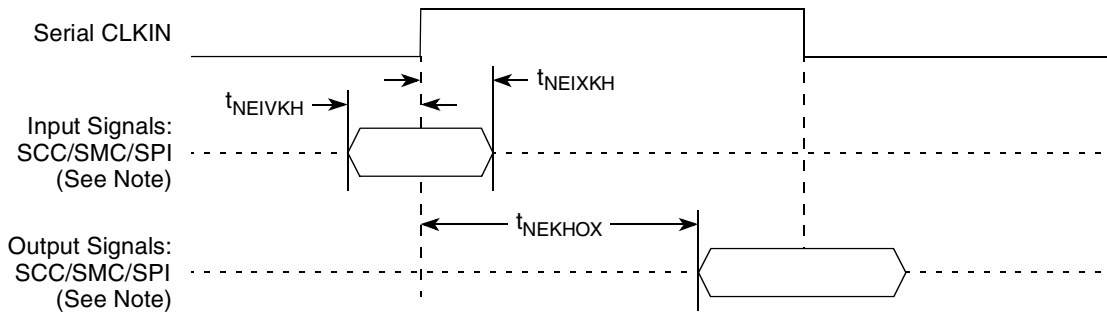 Serial CLKIN
tNEIXKH
tNEIVKH
Input Signals:
SCC/SMC/SPI
(See Note)
tNEKHOX
Output Signals:
SCC/SMC/SPI
(See Note)